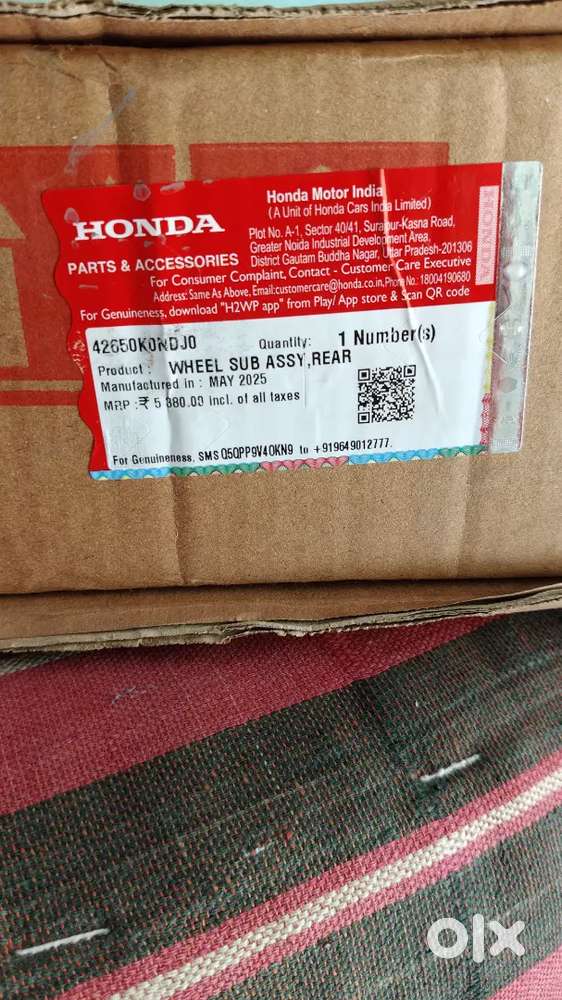 Honda Motor India
(A Unit of Honda Cars India Limited)
Plot No. A-1, Sector 40/41, Surajpur-Kasna Road,
Greater Noida Industrial Development Area,
District Gautam Buddha Nagar, Uttar Pradesh-201306
HONDA
PARTS & ACCESSORIES
For Consumer Complaint, Contact - Customer Care Executive
Address: Same As Above, Email:customercare@honda.co.in, Phone No.: 18004190680
For Genuineness, download "H2WP app" from Play/ App store & Scan QR code
HONDA
42650K0NDJ0 Quantity: 1 Number(s)
Product : WHEEL SUB ASSY,REAR
Manufactured in : MAY 2025
MRP :₹ 5 380.00 incl. of all taxes
For Genuineness, SMS Q5QPP9V40KN9 to +919649012777.
olx